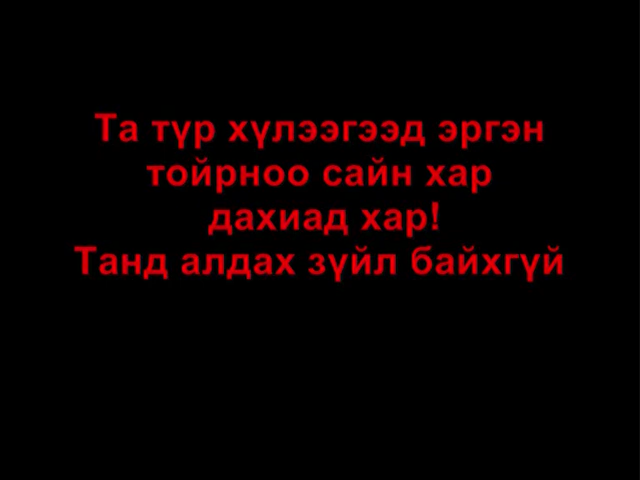 Та түр хүлээгээд эргэн
тойрноо сайн хар
дахиад хар!
Танд алдах зүйл байхгүй